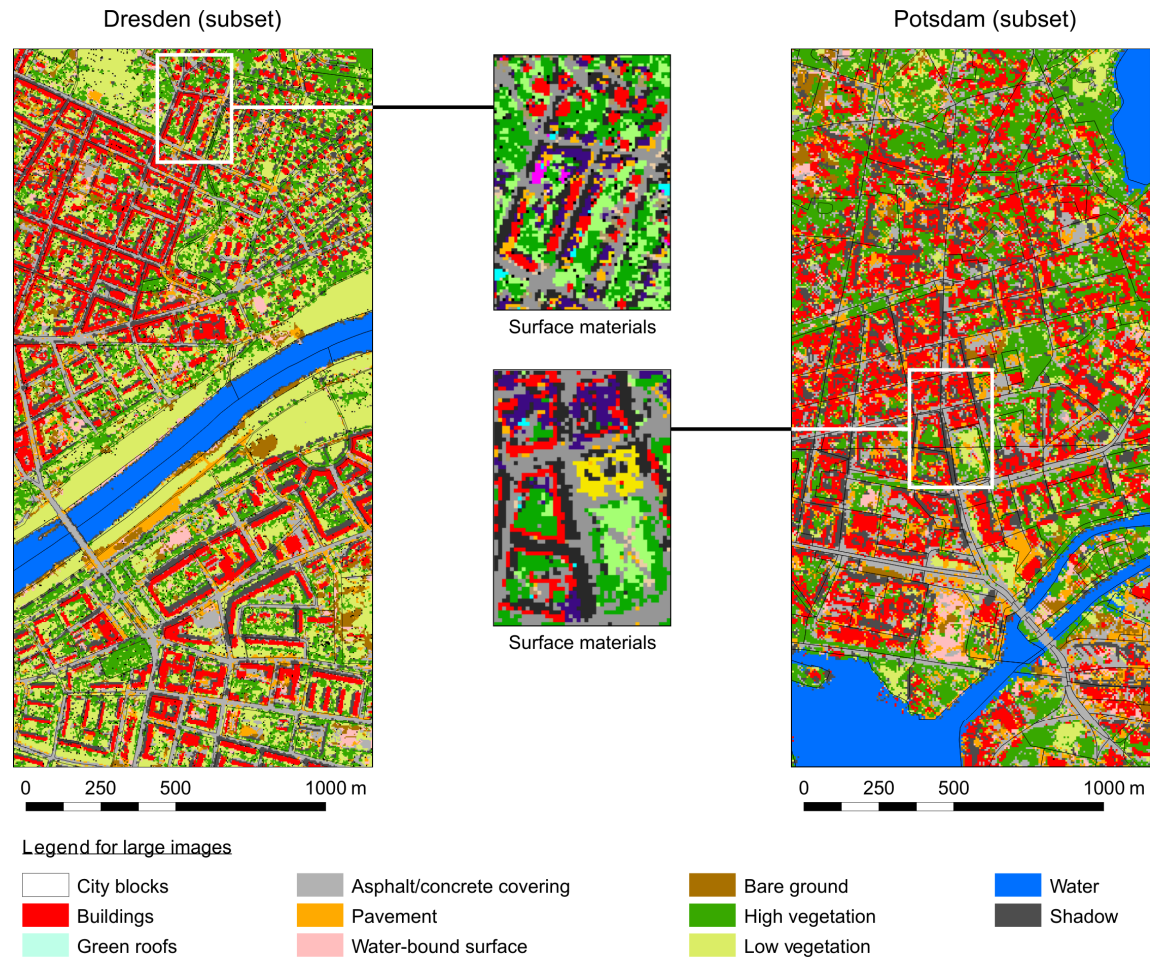 Dresden (subset)
Potsdam (subset)
Surface materials
Surface materials
0 250 500 1000 m
0 250 500 1000 m
Legend for large images
City blocks
Buildings
Green roofs
Asphalt/concrete covering
Pavement
Water-bound surface
Bare ground
High vegetation
Low vegetation
Water
Shadow